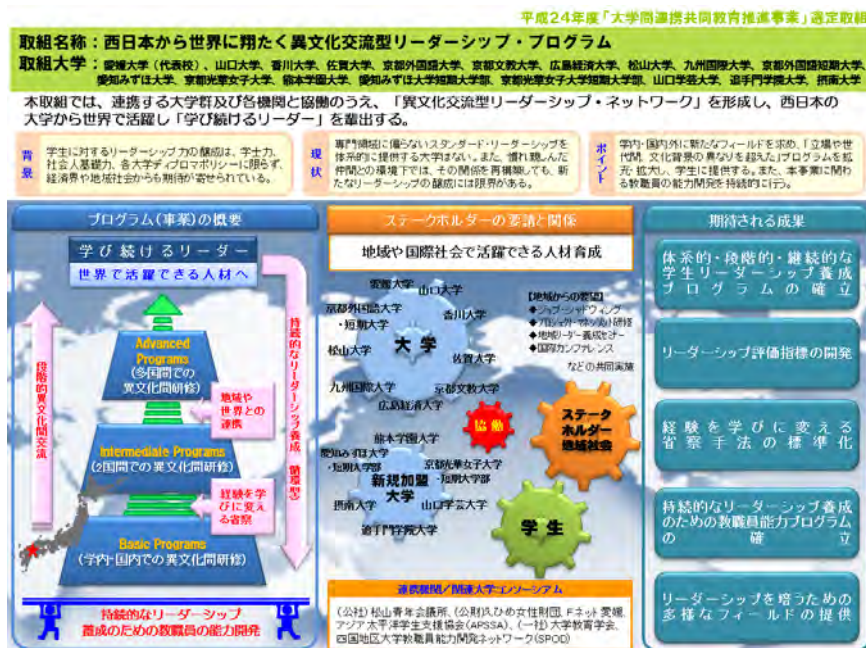 平成24年度「大学間連携共同教育推進事業」選定取組
取組名称：西日本から世界に翔たく異文化交流型リーダーシップ・プログラム
取組大学：愛媛大学（代表校）、山口大学、香川大学、佐賀大学、京都外国語大学、京都文教大学、広島経済大学、松山大学、九州国際大学、京都外国語短期大学、
愛知みずほ大学、京都光華女子大学、熊本学園大学、愛知みずほ大学短期大学部、京都光華女子大学短期大学部、山口学芸大学、追手門学院大学、摂南大学
本取組では、連携する大学群及び各機関と協働のうえ、「異文化交流型リーダーシップ・ネットワーク」を形成し、西日本の
大学から世界で活躍し「学び続けるリーダー」を輩出する。
背景
学生に対するリーダーシップ力の醸成は、学士力、
社会人基礎力、各大学ディプロマポリシーに限らず、
経済界や地域社会からも期待が寄せられている。
現状
専門領域に偏らないスタンダード・リーダーシップを
体系的に提供する大学はない。また、慣れ親しんだ
仲間との環境下では、その関係を再構築しても、新
たなリーダーシップの醸成には限界がある。
ポイント
学内・国内外に新たなフィールドを求め、「立場や世
代間、文化背景の異なりを超えた」プログラムを拡
充・拡大し、学生に提供する。また、本事業に関わ
る教職員の能力開発を持続的に行う。
プログラム（事業）の概要
学び続けるリーダー
世界で活躍できる人材へ
Advanced
Programs
（多国間での
異文化間研修）
地域や
世界との
連携
Intermediate Programs
（2国間での異文化間研修）
経験を学
びに変え
る省察
Basic Programs
（学内・国内での異文化間研修）
段階的異文化間交流
持続的なリーダーシップ養成（循環型）
持続的なリーダーシップ
養成のための教職員の能力開発
ステークホルダーの要請と関係
地域や国際社会で活躍できる人材育成
愛媛大学
山口大学
京都外国語大学
・短期大学
香川大学
大学
松山大学
佐賀大学
九州国際大学
京都文教大学
広島経済大学
【地域からの要望】
◆ジョブ・シャドウィング
◆プロジェクト・マネジメント研修
◆地域リーダー養成セミナー
◆国際カンファレンス
などの共同実施
協働
ステーク
ホルダー
地域社会
熊本学園大学
愛知みずほ大学
・短期大学部
京都光華女子大学
・短期大学部
新規加盟
大学
摂南大学
山口学芸大学
追手門学院大学
学生
連携機関／関連大学コンソーシアム
（公社）松山青年会議所、（公財）えひめ女性財団、Fネット愛媛、
アジア太平洋学生支援協会（APSSA）、（一社）大学教育学会、
四国地区大学教職員能力開発ネットワーク（SPOD）
期待される成果
体系的・段階的・継続的な
学生リーダーシップ養成
プログラムの確立
リーダーシップ評価指標の開発
経験を学びに変える
省察手法の標準化
持続的なリーダーシップ養成
のための教職員能力プログラム
の確立
リーダーシップを培うための
多様なフィールドの提供